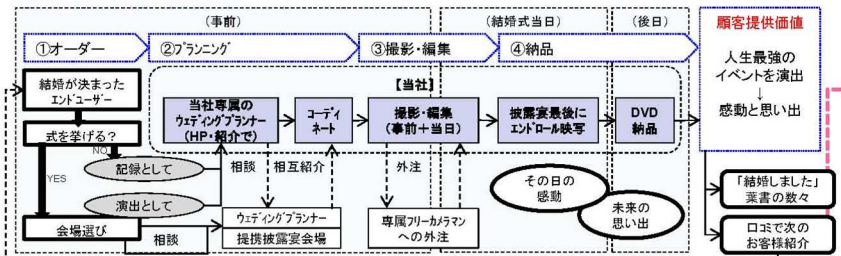 (事前)
(結婚式当日)
(後日)
①オーダー
②プランニング
③撮影・編集
④納品
顧客提供価値
人生最強の
イベントを演出
↓
感動と思い出
結婚が決まった
エンドユーザー
式を挙げる?
NO
YES
記録として
演出として
会場選び
相談
【当社】
当社専属の
ウェディングプランナー
(HP・紹介で)
コーディ
ネート
撮影・編集
(事前+当日)
披露宴最後に
エンドロール映写
DVD
納品
相談
相互紹介
外注
ウェディングプランナー
提携披露宴会場
専属フリーカメラマン
への外注
その日の
感動
未来の
思い出
「結婚しました」
葉書の数々
口コミで次の
お客様紹介